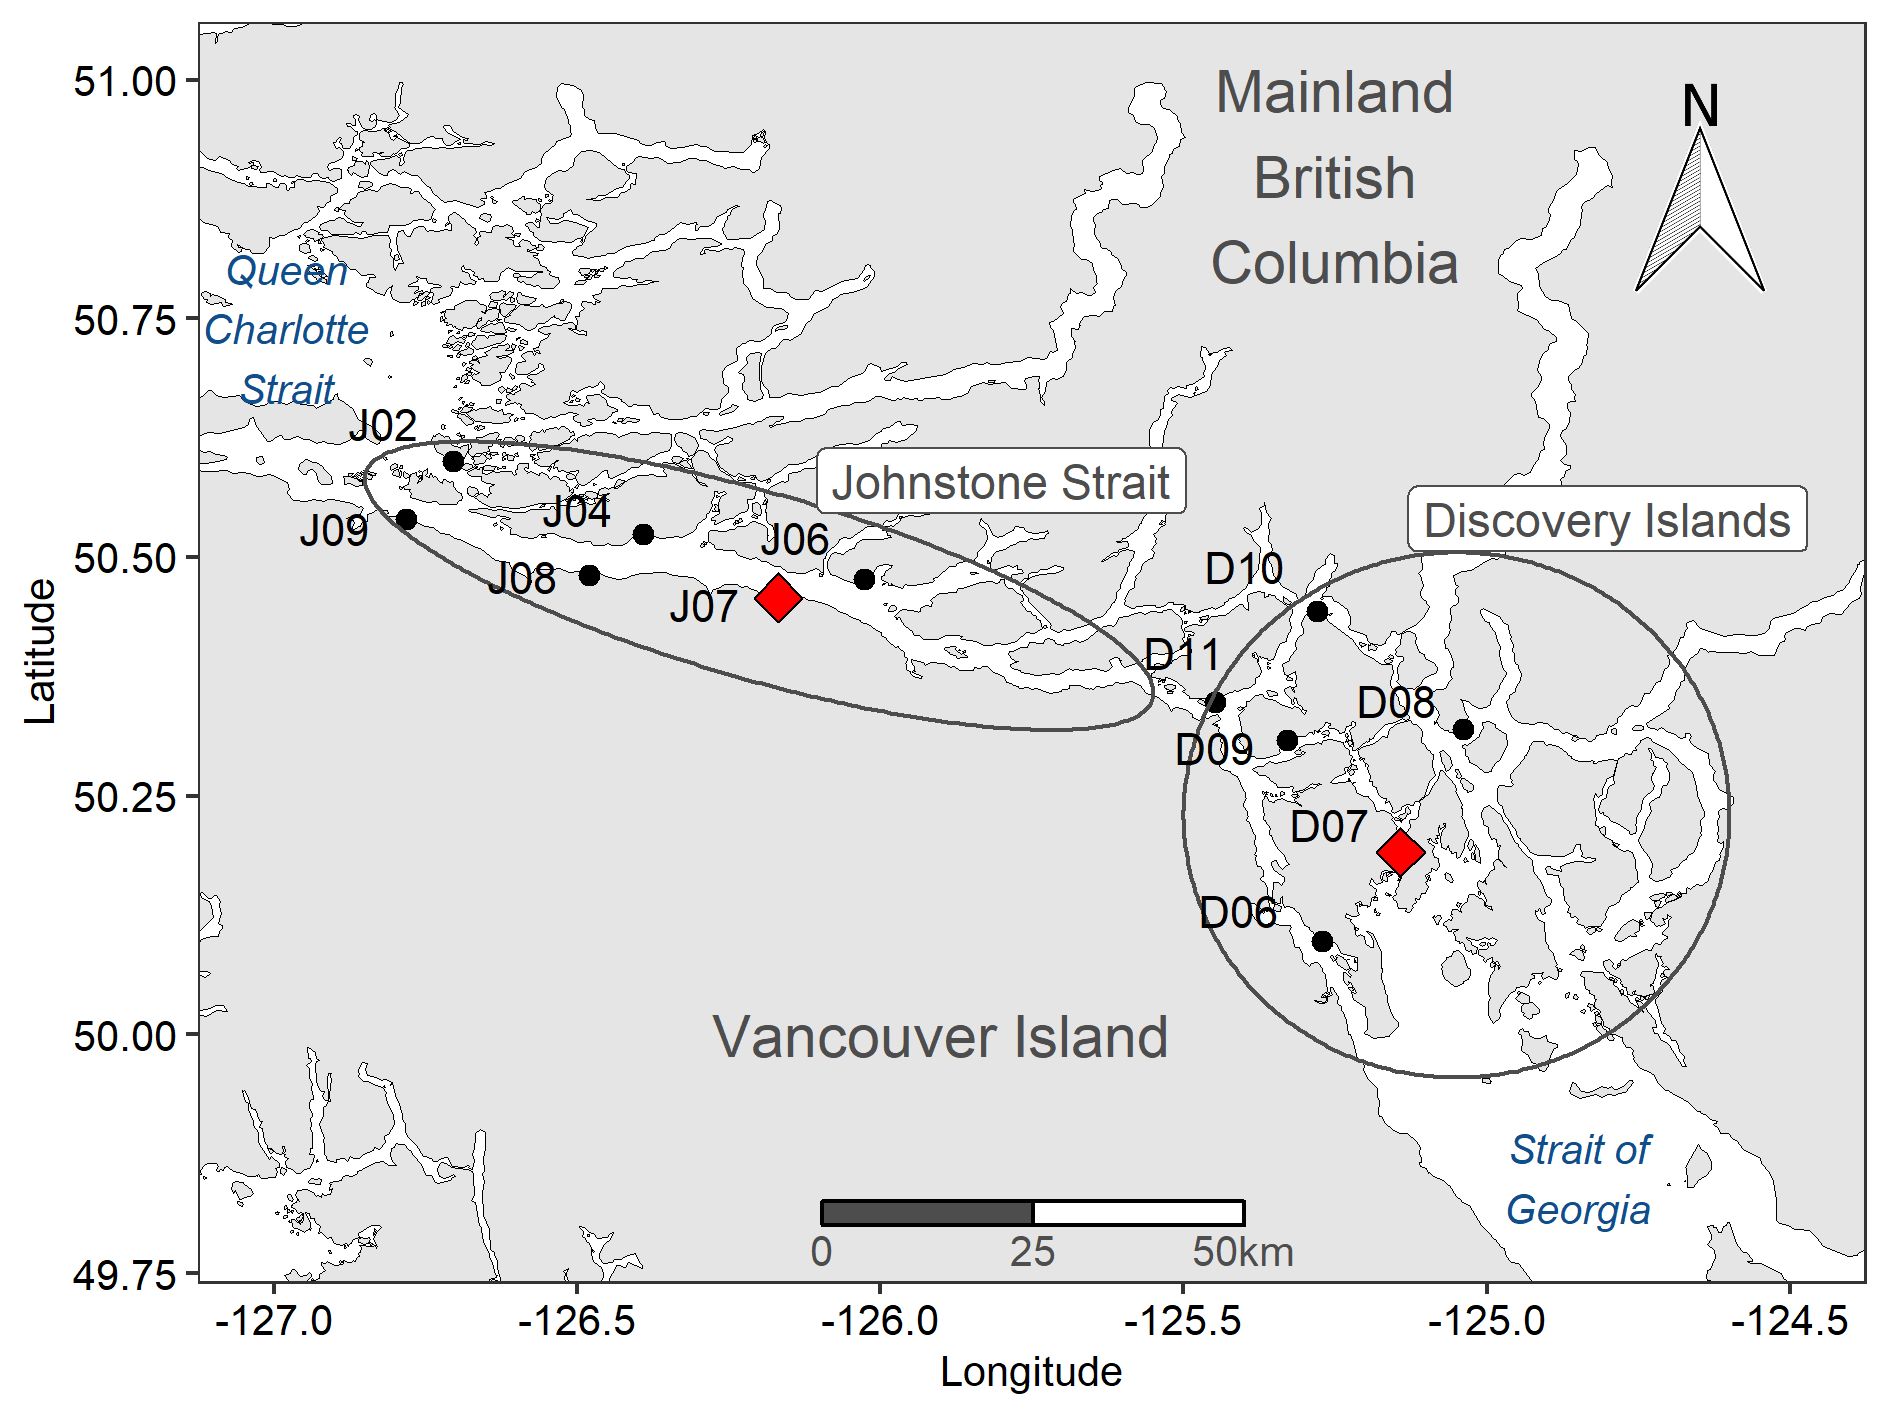 51.00
50.75
50.50
50.25
50.00
49.75
Latitude
Mainland
British
Columbia
N
Queen
Charlotte
Strait
J02
Johnstone Strait
J04
J09
J06
J08
J07
Discovery Islands
D10
D11
D08
D09
D07
D06
Vancouver Island
Strait of
Georgia
0 25 50km
-127.0 -126.5 -126.0 -125.5 -125.0 -124.5
Longitude